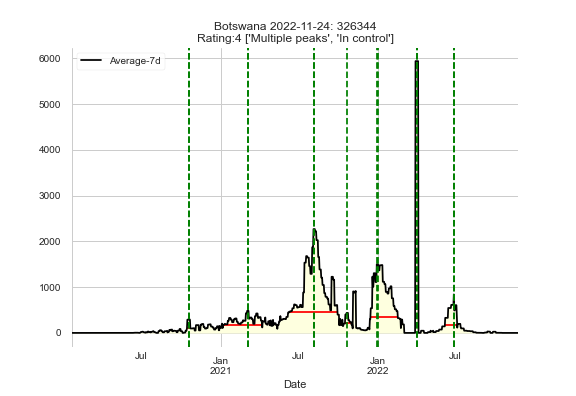 Botswana 2022-11-24: 326344
Rating:4 ['Multiple peaks', 'In control']
Average-7d
6000
5000
4000
3000
2000
1000
0
Jul
Jan
2021
Jul
Jan
2022
Jul
Date